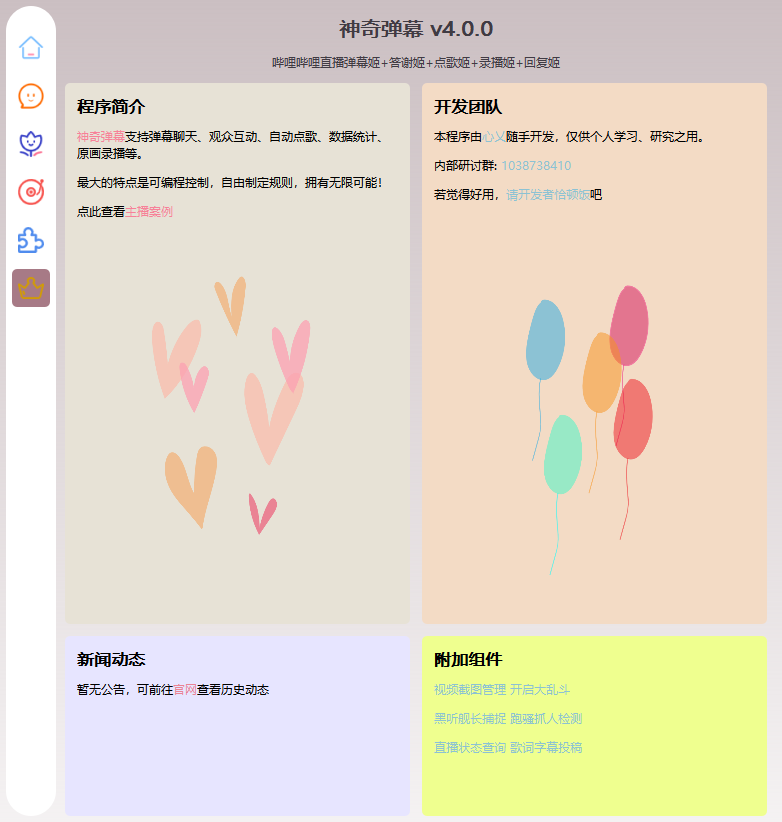 神奇弹幕 v4.0.0
哔哩哔哩直播弹幕姬+答谢姬+点歌姬+录播姬+回复姬
程序简介
神奇弹幕支持弹幕聊天、观众互动、自动点歌、数据统计、
原画录播等。
最大的特点是可编程控制，自由制定规则，拥有无限可能！
点此查看主播案例
开发团队
本程序由心乂随手开发，仅供个人学习、研究之用。
内部研讨群: 1038738410
若觉得好用，请开发者恰顿饭吧
新闻动态
暂无公告，可前往官网查看历史动态
附加组件
视频截图管理 开启大乱斗
黑听舰长捕捉 跑骚抓人检测
直播状态查询 歌词字幕投稿